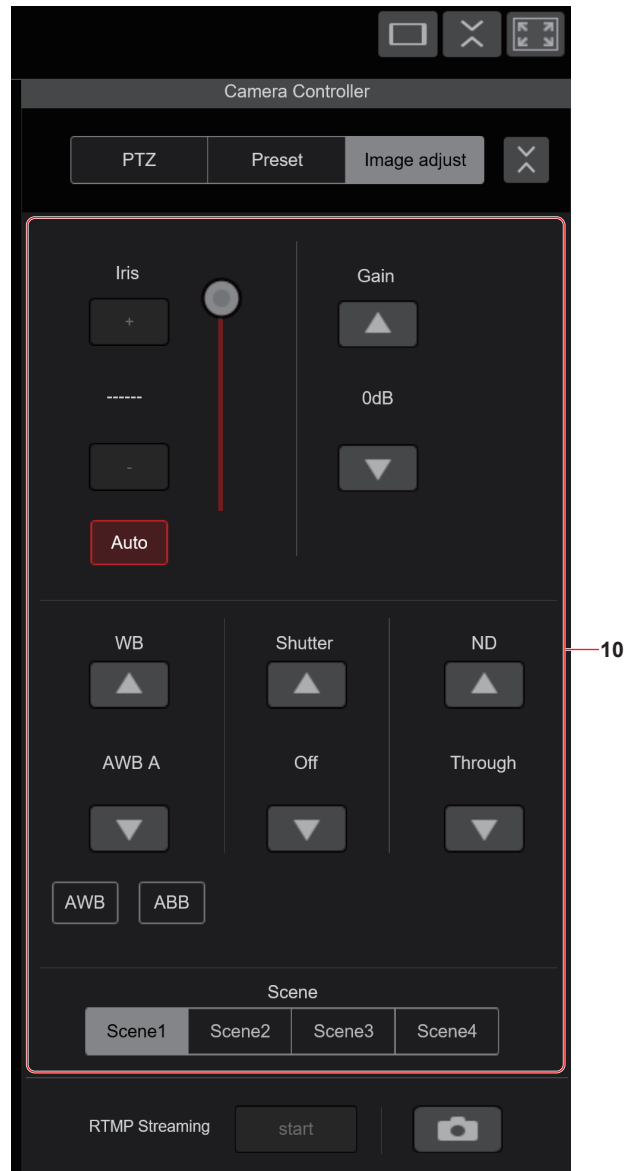 Camera Controller
PTZ Preset Image adjust
Iris Gain
+
------ 0dB
-
Auto
WB Shutter ND
AWB A Off Through
AWB ABB
Scene
Scene1 Scene2 Scene3 Scene4
RTMP Streaming start
10